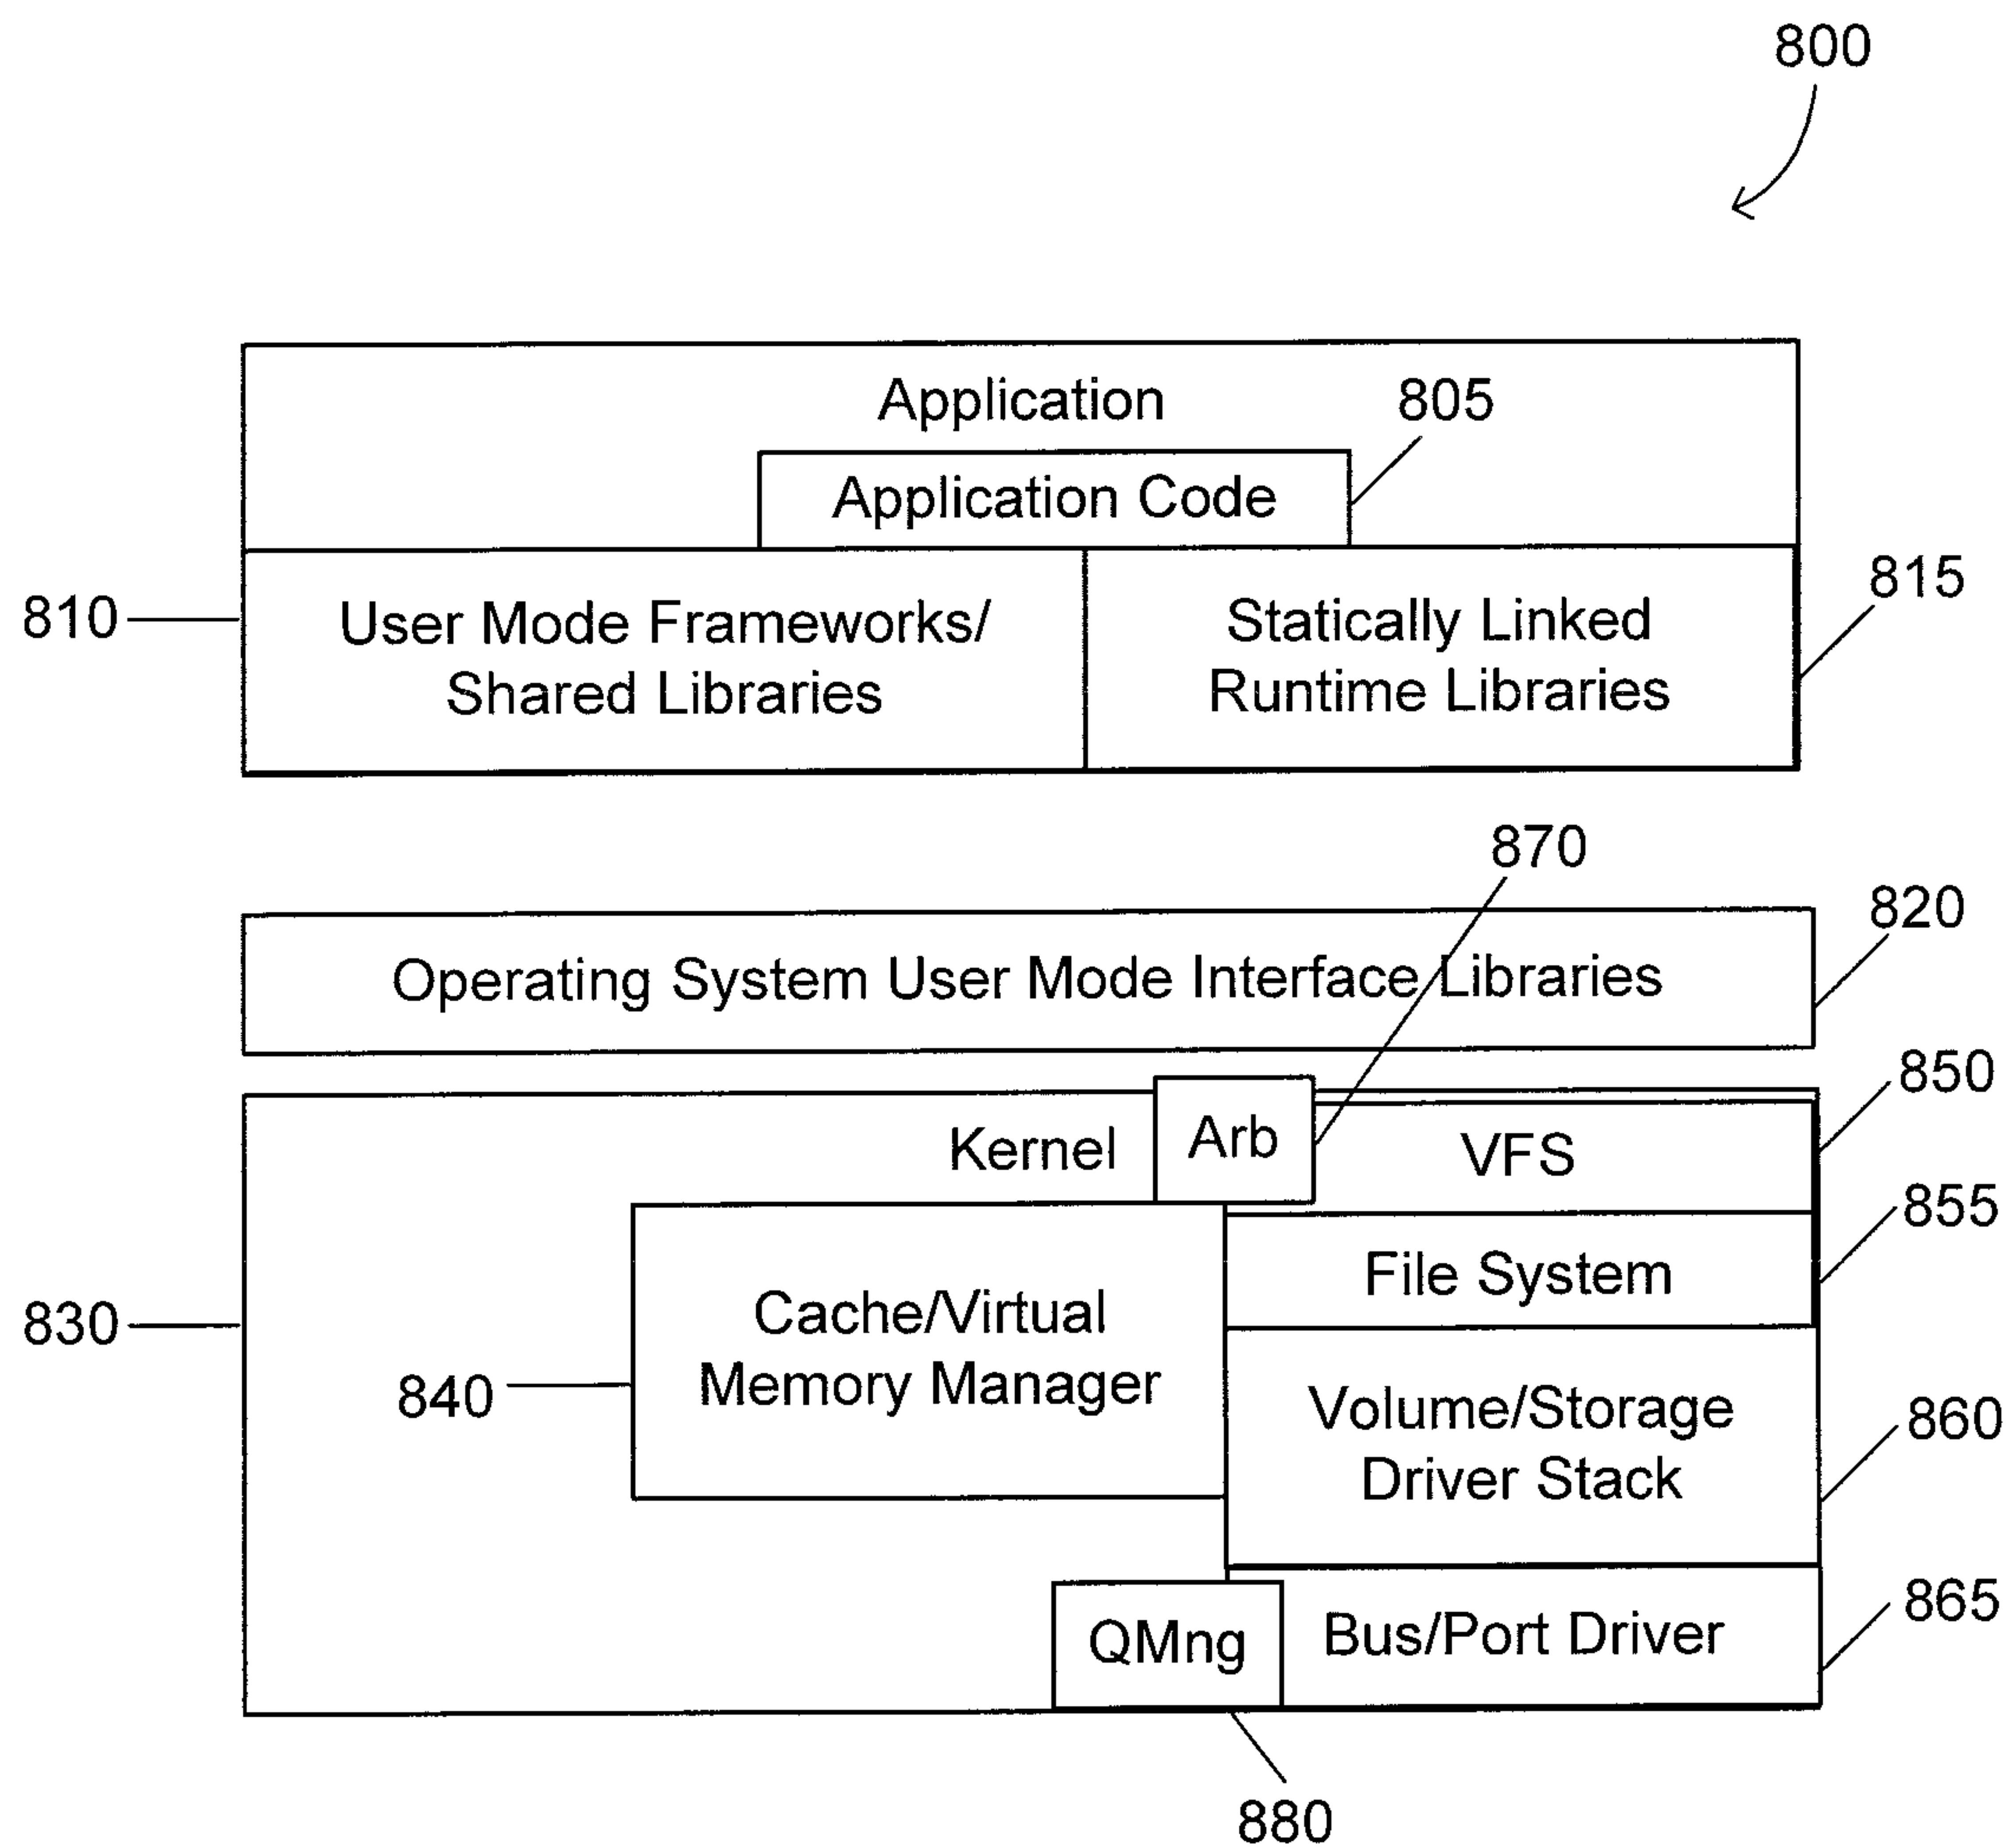 800
Application
805
Application Code
810
User Mode Frameworks/
Shared Libraries
Statically Linked
Runtime Libraries
815
870
820
Operating System User Mode Interface Libraries
850
Kernel
Arb
VFS
855
File System
830
840
Cache/Virtual
Memory Manager
Volume/Storage
Driver Stack
860
865
QMng
Bus/Port Driver
880